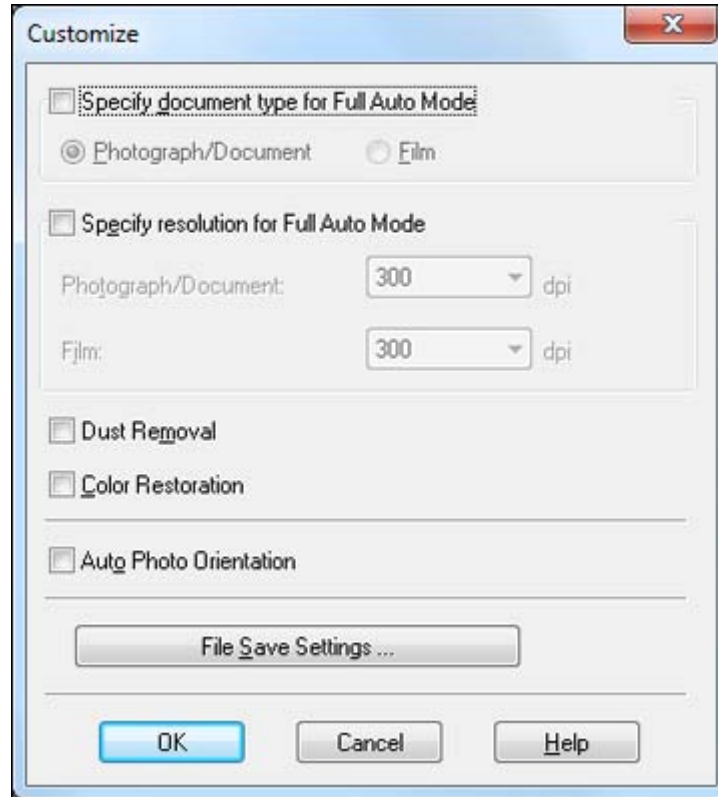 Customize
Specify document type for Full Auto Mode
Photograph/Document Film
Specify resolution for Full Auto Mode
Photograph/Document: 300 dpi
Film: 300 dpi
Dust Removal
Color Restoration
Auto Photo Orientation
File Save Settings ...
OK Cancel Help